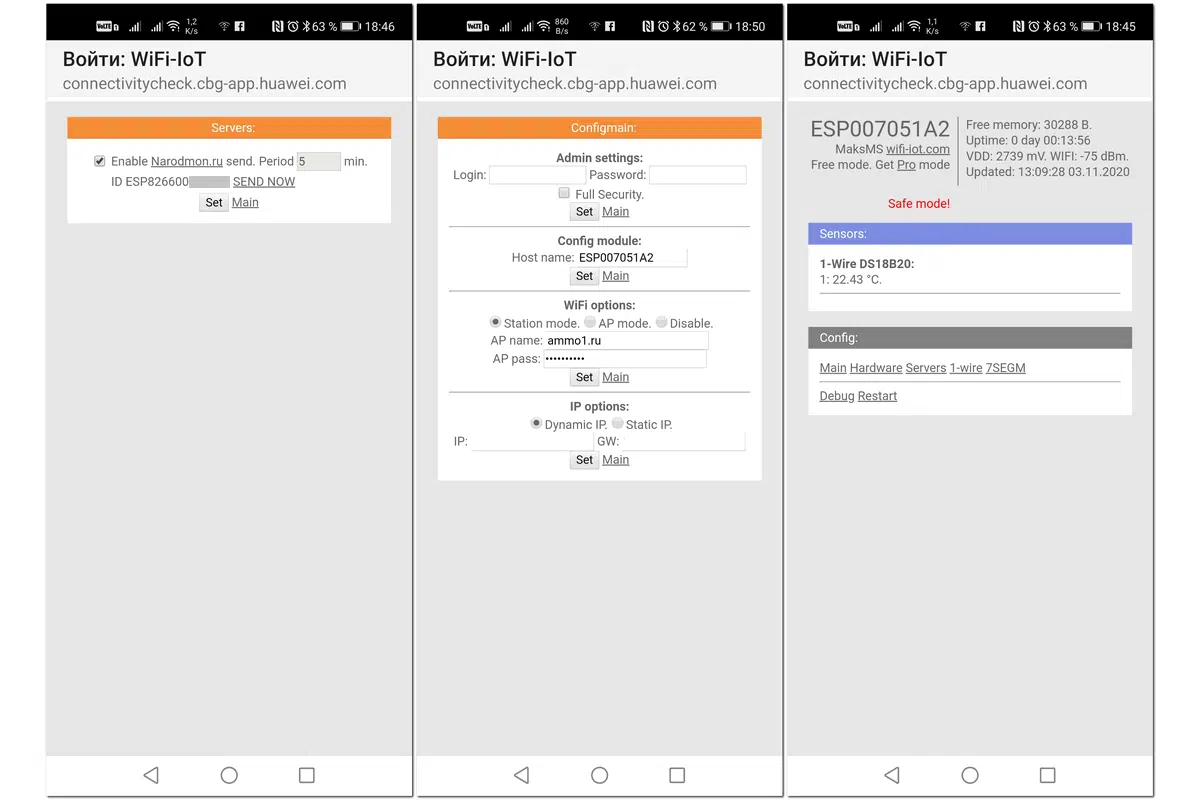 VoLTE 1,2 K/s 63 % 18:46
Войти: WiFi-IoT
connectivitycheck.cbg-app.huawei.com
Servers:
Enable Narodmon.ru send. Period 5 min.
ID ESP826600 SEND NOW
Set Main
VoLTE 860 B/s 62 % 18:50
Войти: WiFi-IoT
connectivitycheck.cbg-app.huawei.com
Configmain:
Admin settings:
Login: Password:
Full Security.
Set Main
Config module:
Host name: ESP007051A2
Set Main
WiFi options:
Station mode. AP mode. Disable.
AP name: ammo1.ru
AP pass: ••••••••••
Set Main
IP options:
Dynamic IP. Static IP.
IP: GW:
Set Main
VoLTE 1,1 K/s 63 % 18:45
Войти: WiFi-IoT
connectivitycheck.cbg-app.huawei.com
ESP007051A2
MaksMS wifi-iot.com
Free mode. Get Pro mode
Free memory: 30288 B.
Uptime: 0 day 00:13:56
VDD: 2739 mV. WIFI: -75 dBm.
Updated: 13:09:28 03.11.2020
Safe mode!
Sensors:
1-Wire DS18B20:
1: 22.43 °C.
Config:
Main Hardware Servers 1-wire 7SEGM
Debug Restart